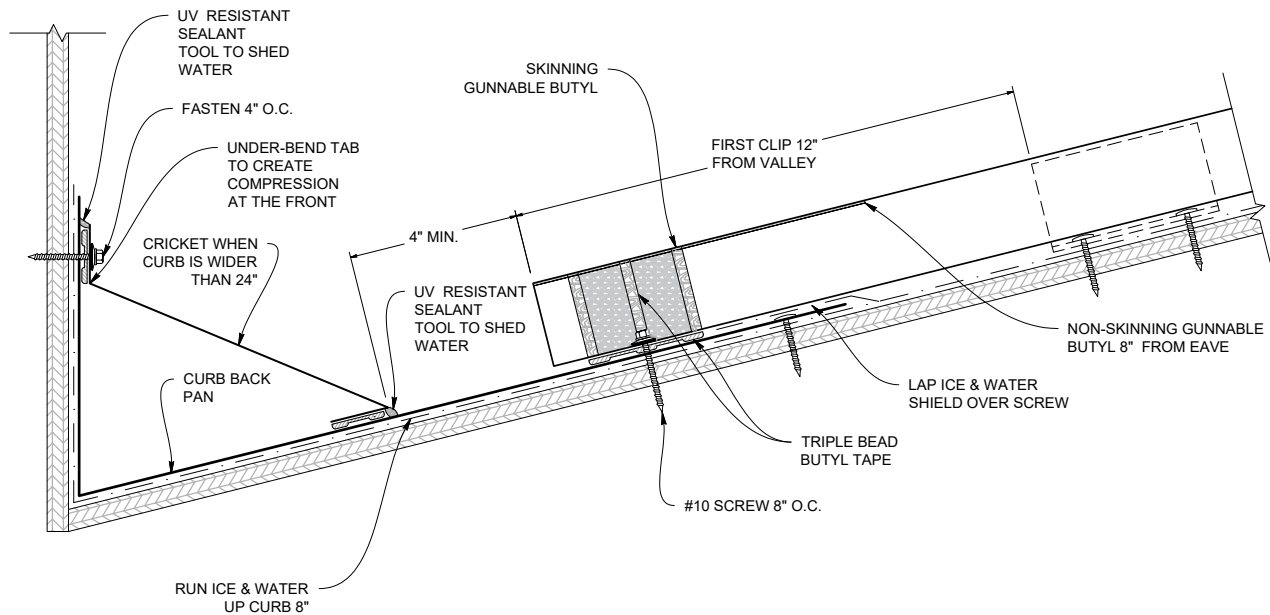 UV RESISTANT
SEALANT
TOOL TO SHED
WATER
FASTEN 4" O.C.
UNDER-BEND TAB
TO CREATE
COMPRESSION
AT THE FRONT
CRICKET WHEN
CURB IS WIDER
THAN 24"
CURB BACK
PAN
RUN ICE & WATER
UP CURB 8"
4" MIN.
UV RESISTANT
SEALANT
TOOL TO SHED
WATER
SKINNING
GUNNABLE BUTYL
FIRST CLIP 12"
FROM VALLEY
NON-SKINNING GUNNABLE
BUTYL 8" FROM EAVE
LAP ICE & WATER
SHIELD OVER SCREW
TRIPLE BEAD
BUTYL TAPE
#10 SCREW 8" O.C.